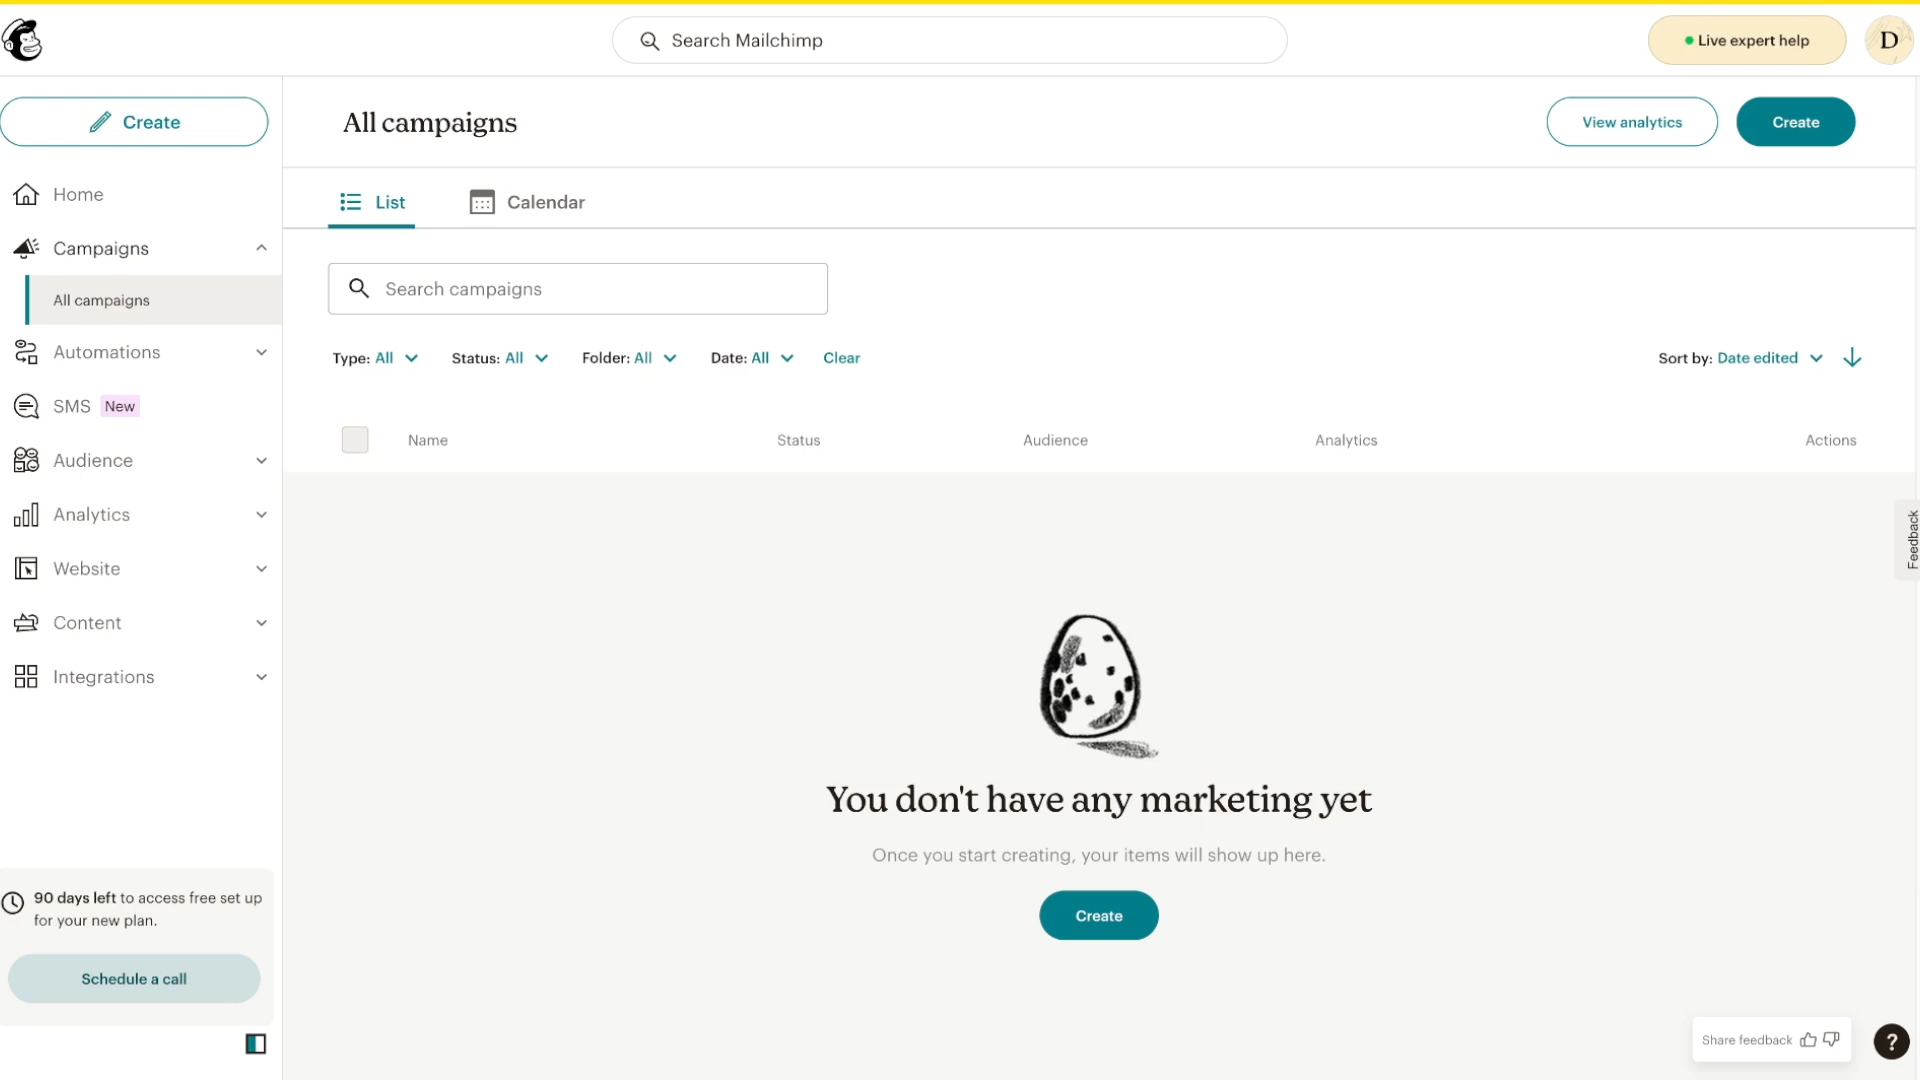 Search Mailchimp
Live expert help
D
Create
All campaigns
View analytics
Create
Home
Campaigns
All campaigns
Automations
SMS New
Audience
Analytics
Website
Content
Integrations
List
Calendar
Search campaigns
Type: All
Status: All
Folder: All
Date: All
Clear
Sort by: Date edited
Name
Status
Audience
Analytics
Actions
Feedback
You don't have any marketing yet
Once you start creating, your items will show up here.
Create
90 days left to access free set up
for your new plan.
Schedule a call
Share feedback
?